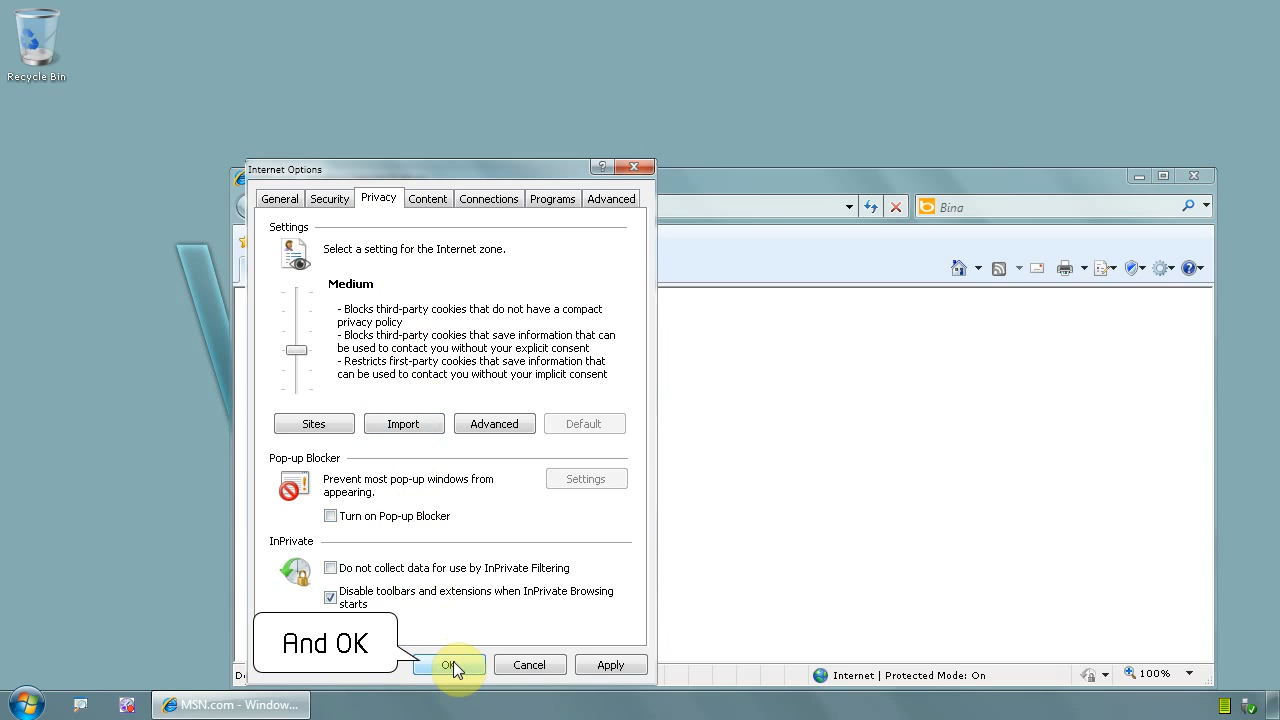 Recycle Bin
Internet Options
General
Security
Privacy
Content
Connections
Programs
Advanced
Bina
Settings
Select a setting for the Internet zone.
Medium
- Blocks third-party cookies that do not have a compact
privacy policy
- Blocks third-party cookies that save information that can
be used to contact you without your explicit consent
- Restricts first-party cookies that save information that
can be used to contact you without your implicit consent
Sites
Import
Advanced
Default
Pop-up Blocker
Prevent most pop-up windows from
appearing.
Settings
Turn on Pop-up Blocker
InPrivate
Do not collect data for use by InPrivate Filtering
Disable toolbars and extensions when InPrivate Browsing
starts
And OK
OK
Cancel
Apply
Internet | Protected Mode: On
100%
MSN.com - Window...